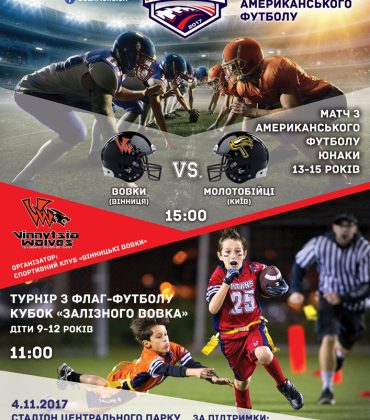 АМЕРИКАНСЬКОГО
ФУТБОЛУ
2017
МАТЧ З
АМЕРИКАНСЬКОГО
ФУТБОЛУ
ЮНАКИ
13-15 РОКІВ
VS.
ВОВКИ
(ВІННИЦЯ)
МОЛОТОБІЙЦІ
(КИЇВ)
15:00
Vinnytsia
Wolves
ОРГАНІЗАТОР:
СПОРТИВНИЙ КЛУБ «ВІННИЦЬКІ ВОВКИ»
ТУРНІР З ФЛАГ-ФУТБОЛУ
КУБОК «ЗАЛІЗНОГО ВОВКА»
ДІТИ 9-12 РОКІВ
11:00
TITANS
25
4.11.2017
СТАДІОН ЦЕНТРАЛЬНОГО ПАРКУ
ЗА ПІДТРИМКИ: